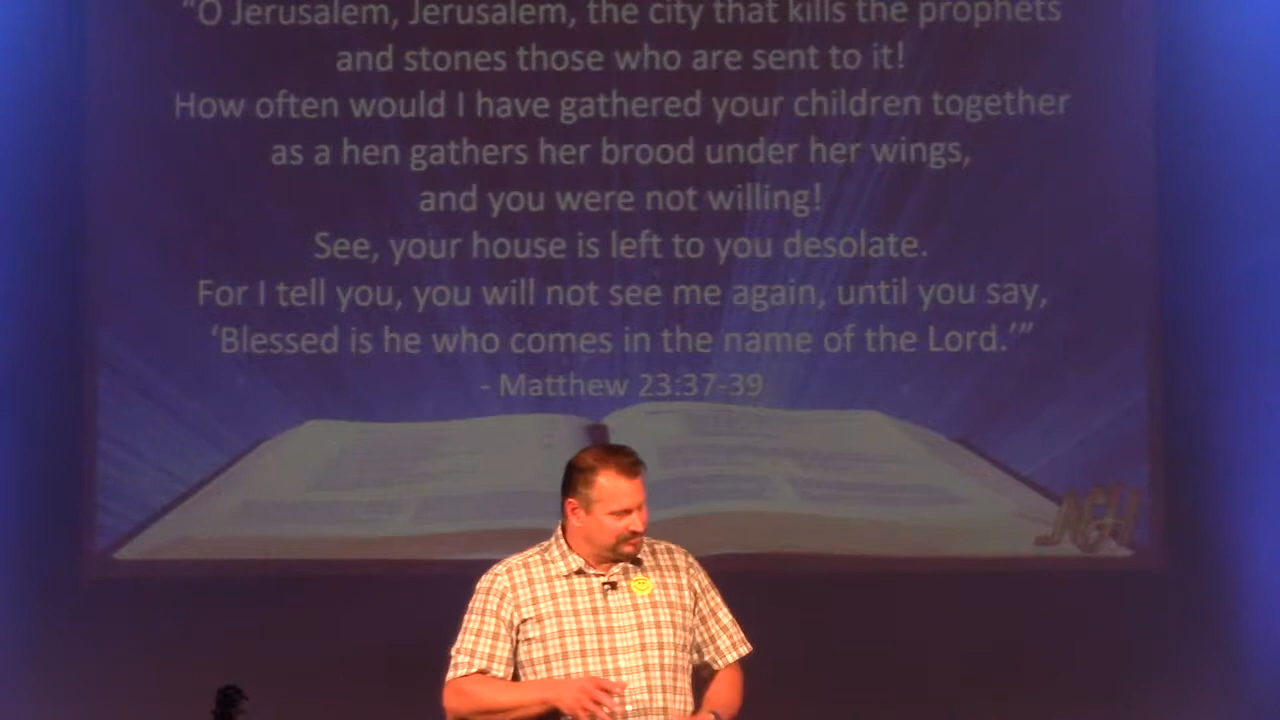 “O Jerusalem, Jerusalem, the city that kills the prophets
and stones those who are sent to it!
How often would I have gathered your children together
as a hen gathers her brood under her wings,
and you were not willing!
See, your house is left to you desolate.
For I tell you, you will not see me again, until you say,
‘Blessed is he who comes in the name of the Lord.’”
- Matthew 23:37-39